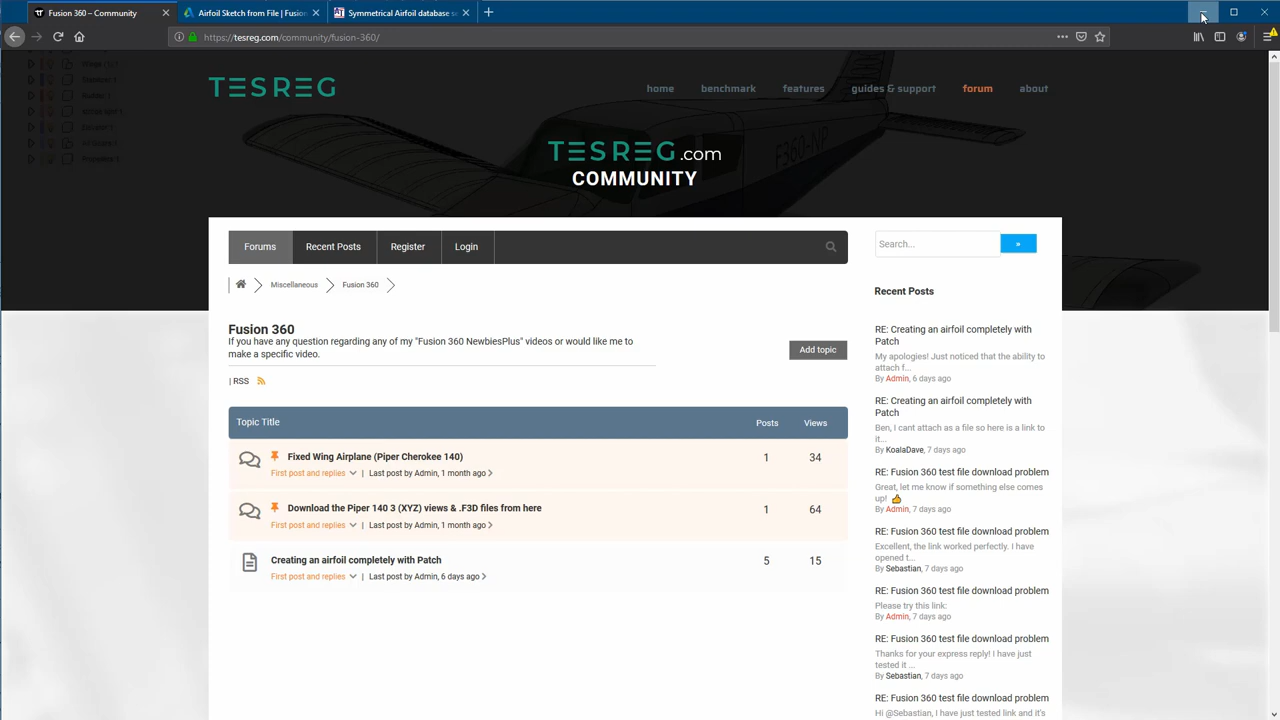 Fusion 360 – Community
Airfoil Sketch from File | Fusion
Symmetrical Airfoil database se
https://tesreg.com/community/fusion-360/
TESREG
home
benchmark
features
guides & support
forum
about
F360-NP
TESREG.com
COMMUNITY
Forums
Recent Posts
Register
Login
Search...
»
Miscellaneous
Fusion 360
Recent Posts
Fusion 360
If you have any question regarding any of my "Fusion 360 NewbiesPlus" videos or would like me to
make a specific video.
Add topic
| RSS
Topic Title
Posts
Views
Fixed Wing Airplane (Piper Cherokee 140)
1
34
First post and replies | Last post by Admin, 1 month ago
Download the Piper 140 3 (XYZ) views & .F3D files from here
1
64
First post and replies | Last post by Admin, 1 month ago
Creating an airfoil completely with Patch
5
15
First post and replies | Last post by Admin, 6 days ago
RE: Creating an airfoil completely with
Patch
My apologies! Just noticed that the ability to
attach f...
By Admin, 6 days ago
RE: Creating an airfoil completely with
Patch
Ben, I cant attach as a file so here is a link to
it...
By KoalaDave, 7 days ago
RE: Fusion 360 test file download problem
Great, let me know if something else comes
up!
By Admin, 7 days ago
RE: Fusion 360 test file download problem
Excellent, the link worked perfectly. I have
opened t...
By Sebastian, 7 days ago
RE: Fusion 360 test file download problem
Please try this link:
By Admin, 7 days ago
RE: Fusion 360 test file download problem
Thanks for your express reply! I have just
tested it ...
By Sebastian, 7 days ago
RE: Fusion 360 test file download problem
Hi @Sebastian, I have just tested link and it's